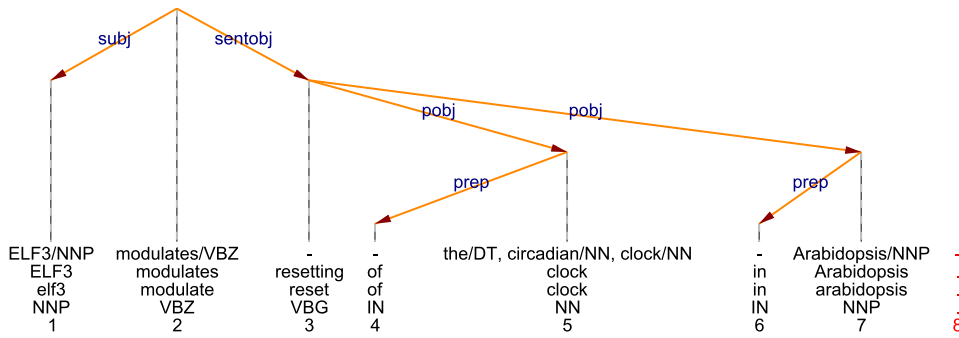 subj sentobj
pobj pobj
prep prep
ELF3/NNP modulates/VBZ - - the/DT, circadian/NN, clock/NN - Arabidopsis/NNP -
ELF3 modulates resetting of clock in Arabidopsis .
elf3 modulate reset of clock in arabidopsis .
NNP VBZ VBG IN NN IN NNP .
1 2 3 4 5 6 7 8